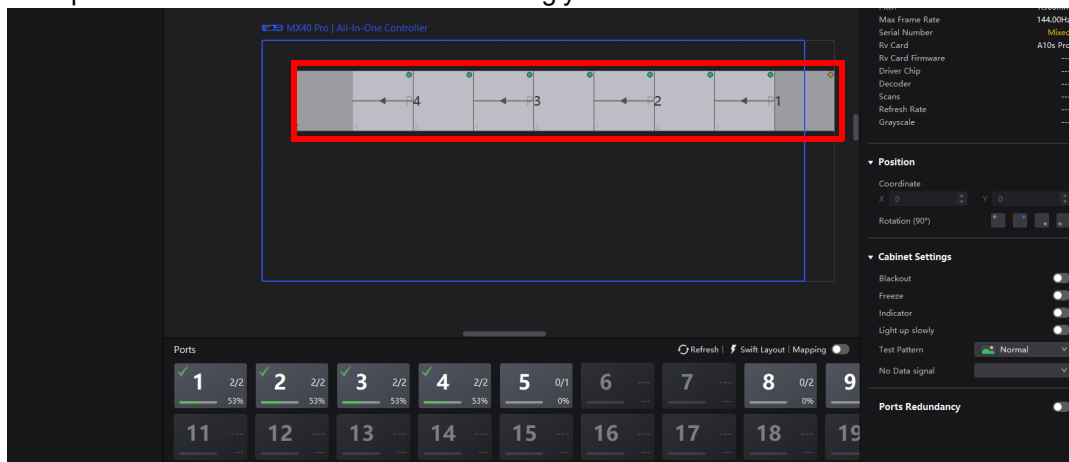 MX40 Pro | All-In-One Controller
P4 P3 P2 P1
Max Frame Rate 144.00Hz
Serial Number Mixed
Rv Card A10s Pro
Rv Card Firmware ---
Driver Chip ---
Decoder ---
Scans ---
Refresh Rate ---
Grayscale ---
Position
Coordinate
X 0 Y 0
Rotation (90°)
Cabinet Settings
Blackout
Freeze
Indicator
Light up slowly
Test Pattern Normal
No Data signal
Ports Redundancy
Ports Refresh | Swift Layout | Mapping
1 2/2 53%
2 2/2 53%
3 2/2 53%
4 2/2 53%
5 0/1 0%
6 --- ---
7 --- ---
8 0/2 0%
9
11 --- ---
12 --- ---
13 --- ---
14 --- ---
15 --- ---
16 --- ---
17 --- ---
18 --- ---
19